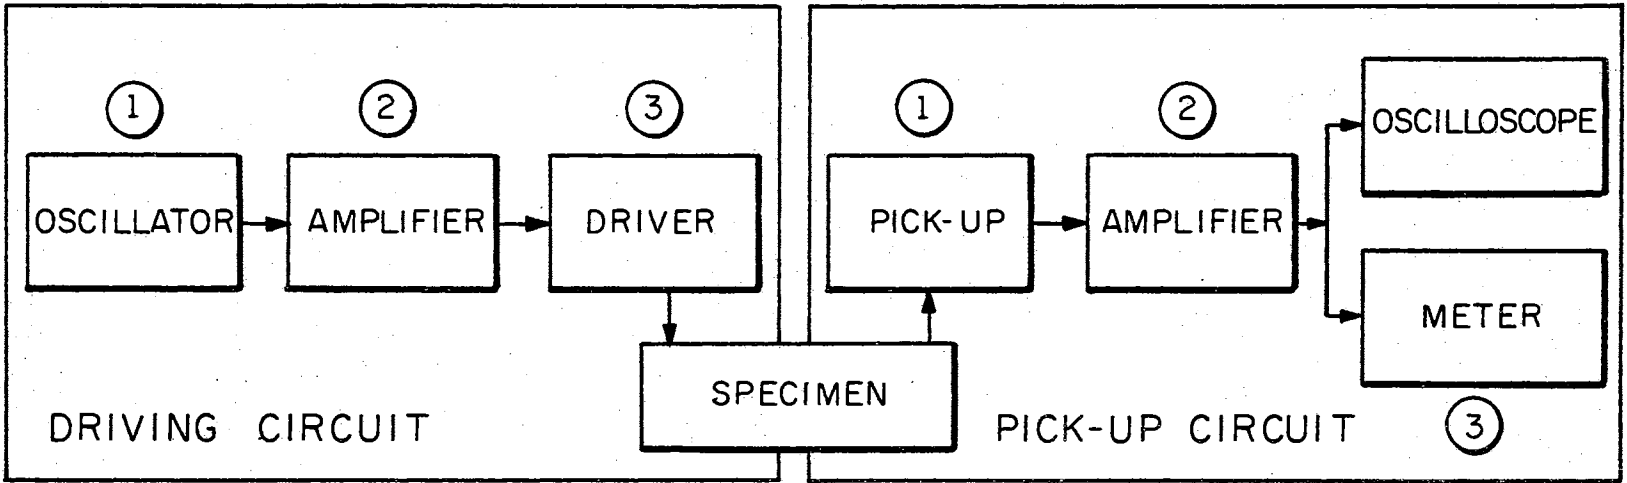 1
2
3
OSCILLATOR
AMPLIFIER
DRIVER
SPECIMEN
DRIVING CIRCUIT
1
2
PICK-UP
AMPLIFIER
OSCILLOSCOPE
METER
3
PICK-UP CIRCUIT